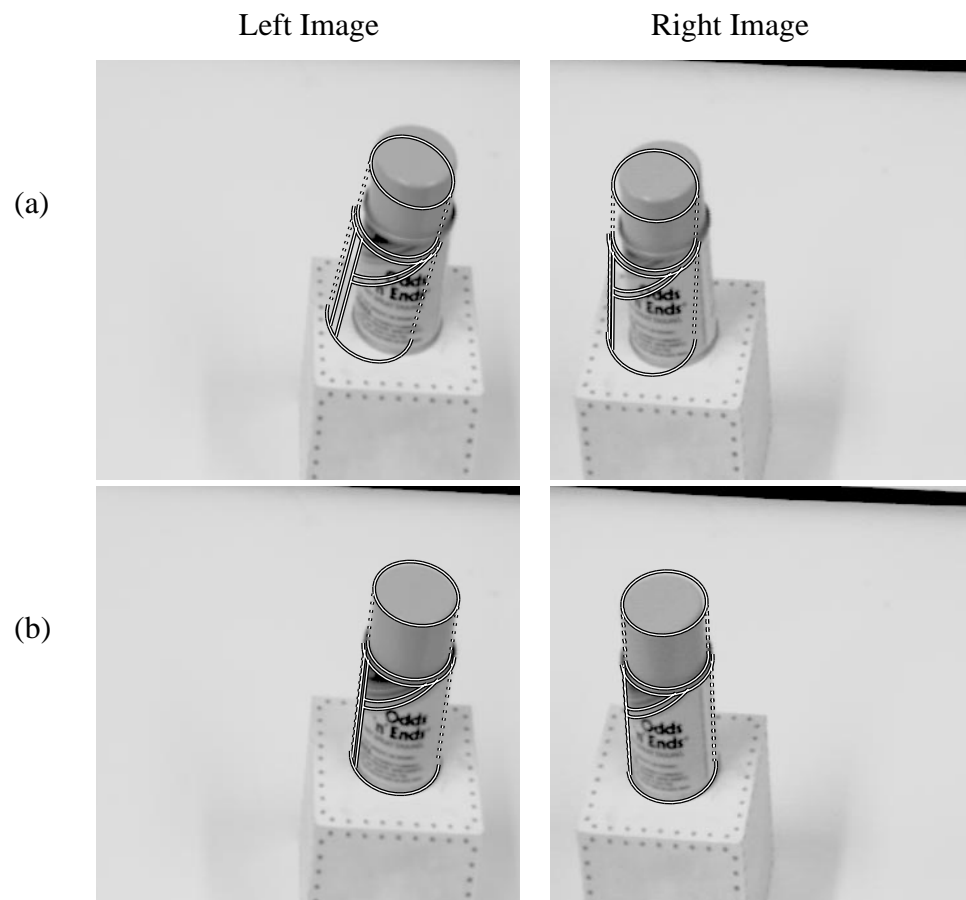 Left Image Right Image
(a)
Odds
'n' Ends
Odds
'n' Ends
(b)
Odds
'n' Ends
Odds
'n' Ends